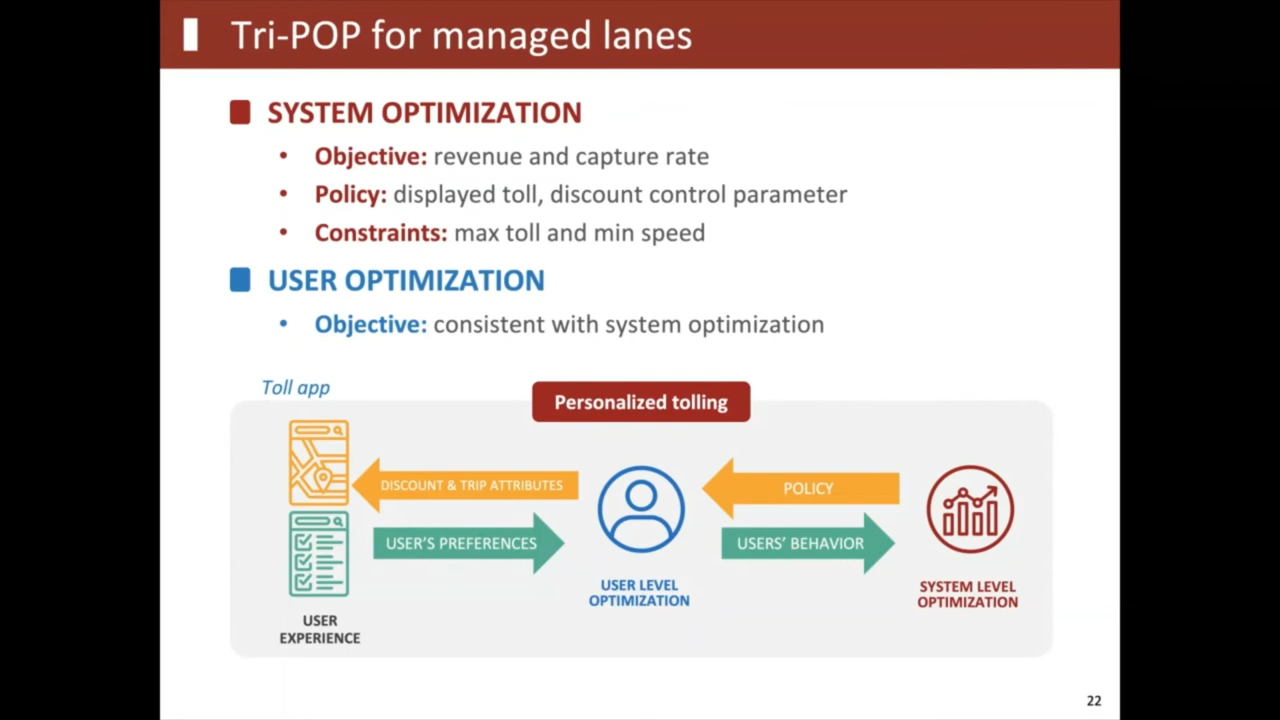 Tri-POP for managed lanes
SYSTEM OPTIMIZATION
• Objective: revenue and capture rate
• Policy: displayed toll, discount control parameter
• Constraints: max toll and min speed
USER OPTIMIZATION
• Objective: consistent with system optimization
Toll app
Personalized tolling
DISCOUNT & TRIP ATTRIBUTES
POLICY
USER'S PREFERENCES
USERS' BEHAVIOR
USER LEVEL
OPTIMIZATION
SYSTEM LEVEL
OPTIMIZATION
USER
EXPERIENCE
22